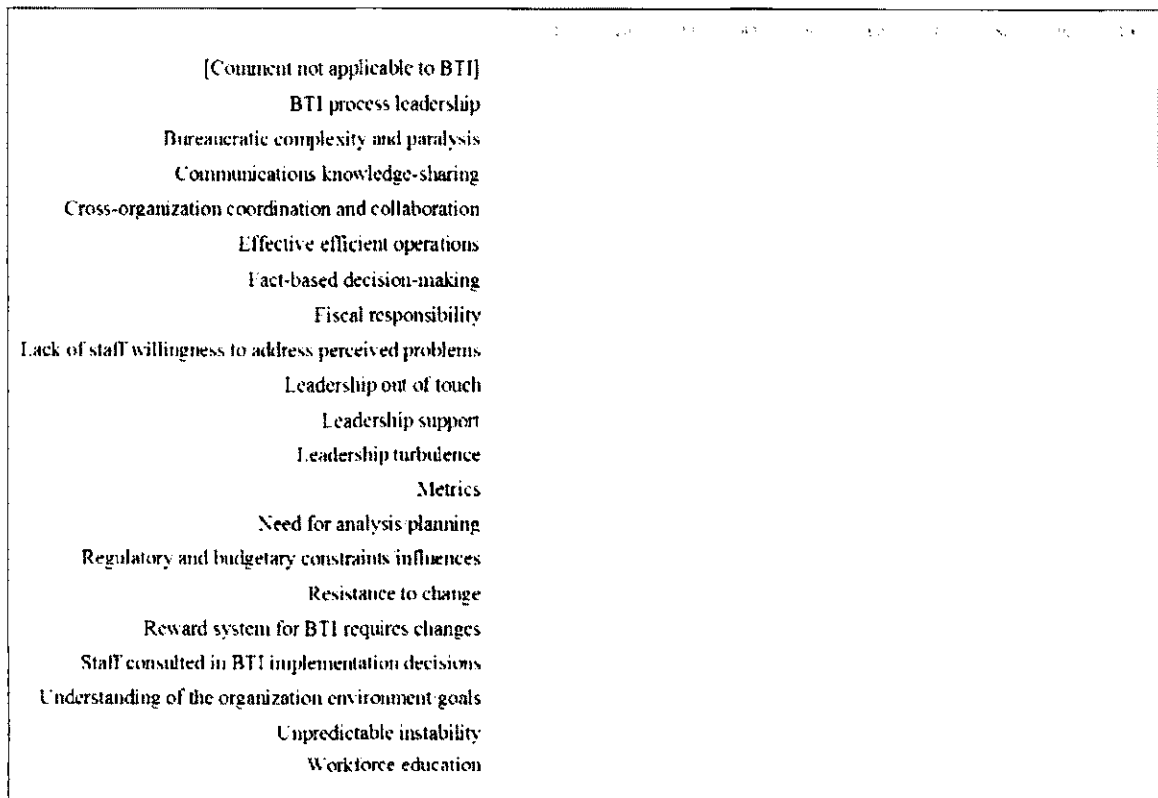 [Comment not applicable to BTI]
BTI process leadership
Bureaucratic complexity and paralysis
Communications knowledge-sharing
Cross-organization coordination and collaboration
Effective efficient operations
Fact-based decision-making
Fiscal responsibility
Lack of staff willingness to address perceived problems
Leadership out of touch
Leadership support
Leadership turbulence
Metrics
Need for analysis planning
Regulatory and budgetary constraints influences
Resistance to change
Reward system for BTI requires changes
Staff consulted in BTI implementation decisions
Understanding of the organization environment goals
Unpredictable instability
Workforce education